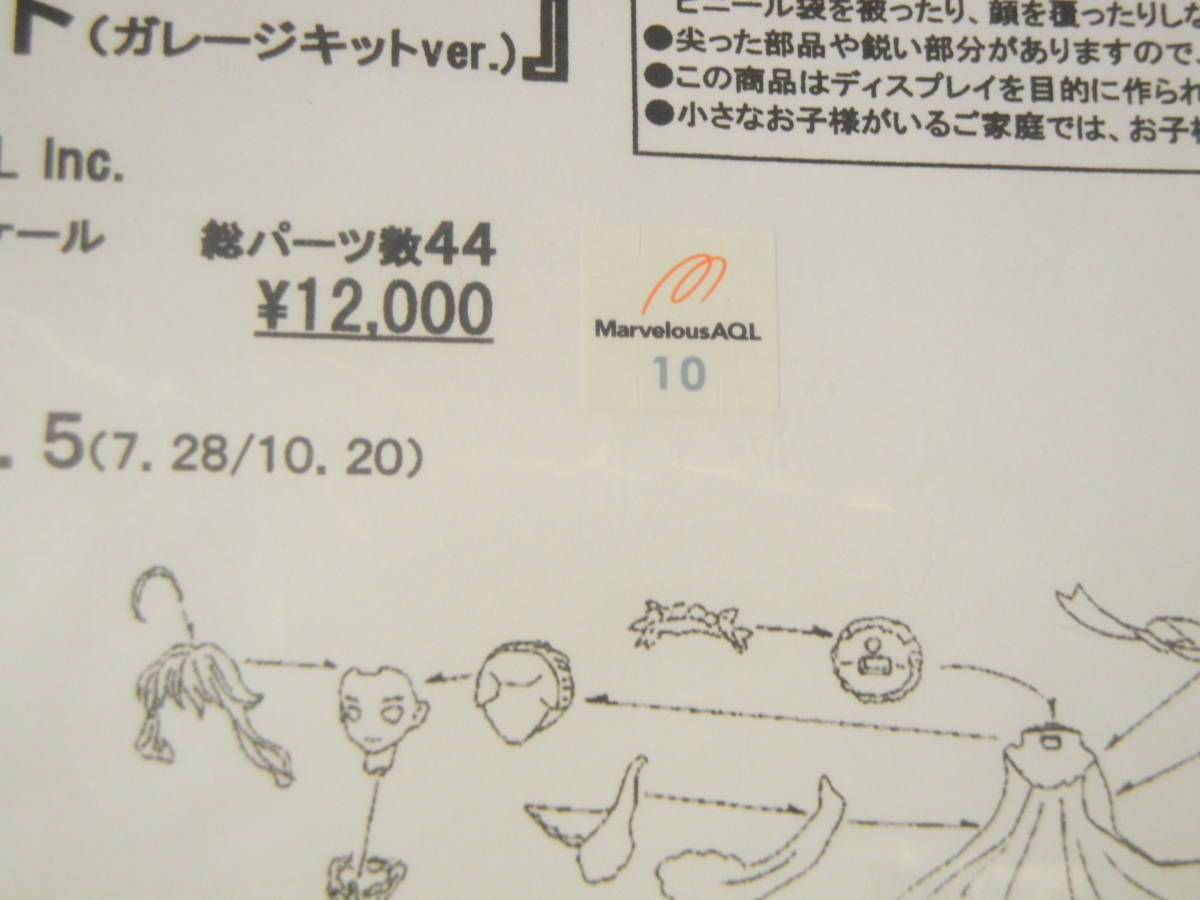 ト（ガレージキットver.）』
L Inc.
ケール 総パーツ数44
¥12,000
. 5(7. 28/10. 20)
ビニール袋を被ったり、顔を覆ったりしな
●尖った部品や鋭い部分がありますので、
●この商品はディスプレイを目的に作られ
●小さなお子様がいるご家庭では、お子様
MarvelousAQL
10